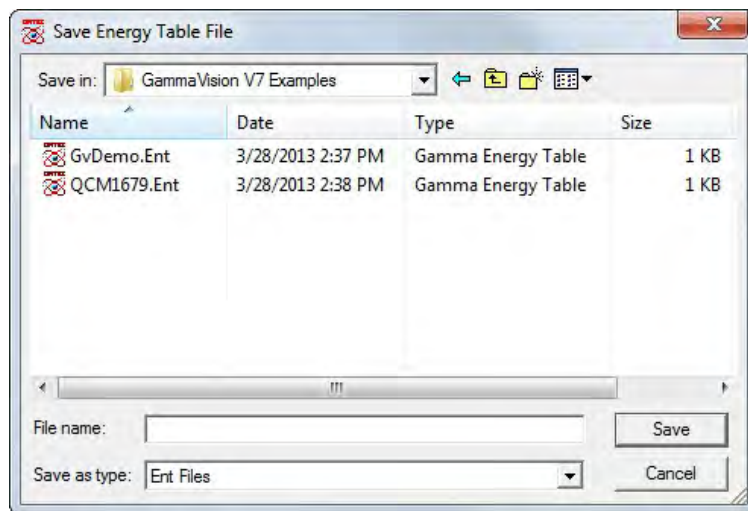 Save Energy Table File
Save in: GammaVision V7 Examples
Name Date Type Size
GvDemo.Ent 3/28/2013 2:37 PM Gamma Energy Table 1 KB
QCM1679.Ent 3/28/2013 2:38 PM Gamma Energy Table 1 KB
File name: Save
Save as type: Ent Files Cancel